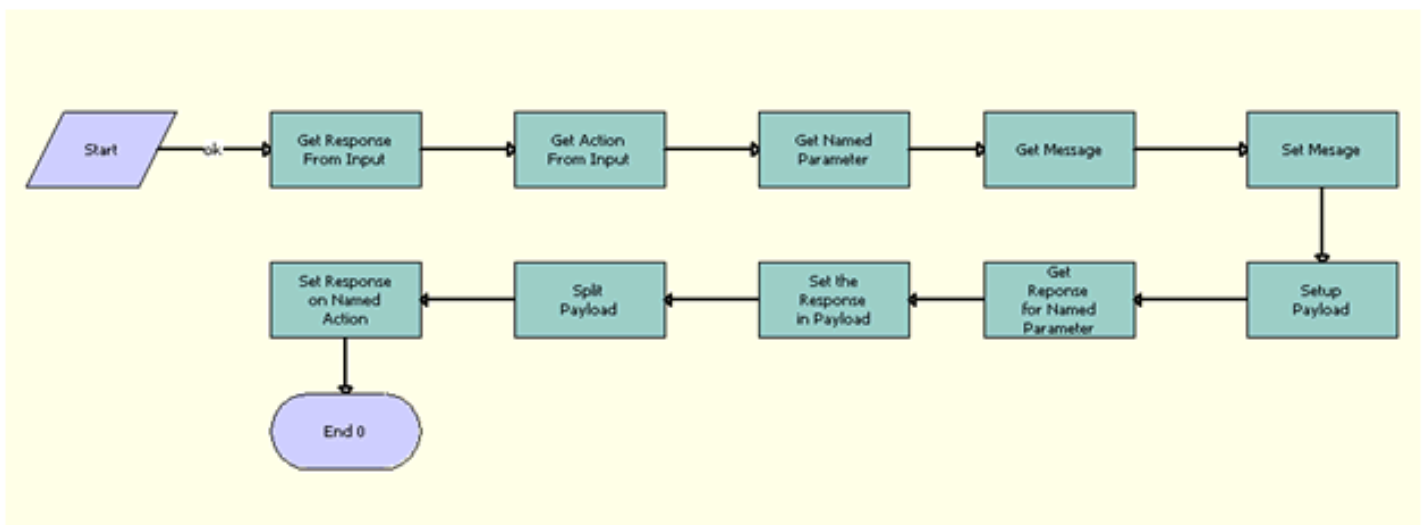 Start
ok
Get Response
From Input
Get Action
From Input
Get Named
Parameter
Get Message
Set Mesage
Setup
Payload
Get
Reponse
for Named
Parameter
Set the
Response
in Payload
Split
Payload
Set Response
on Named
Action
End 0